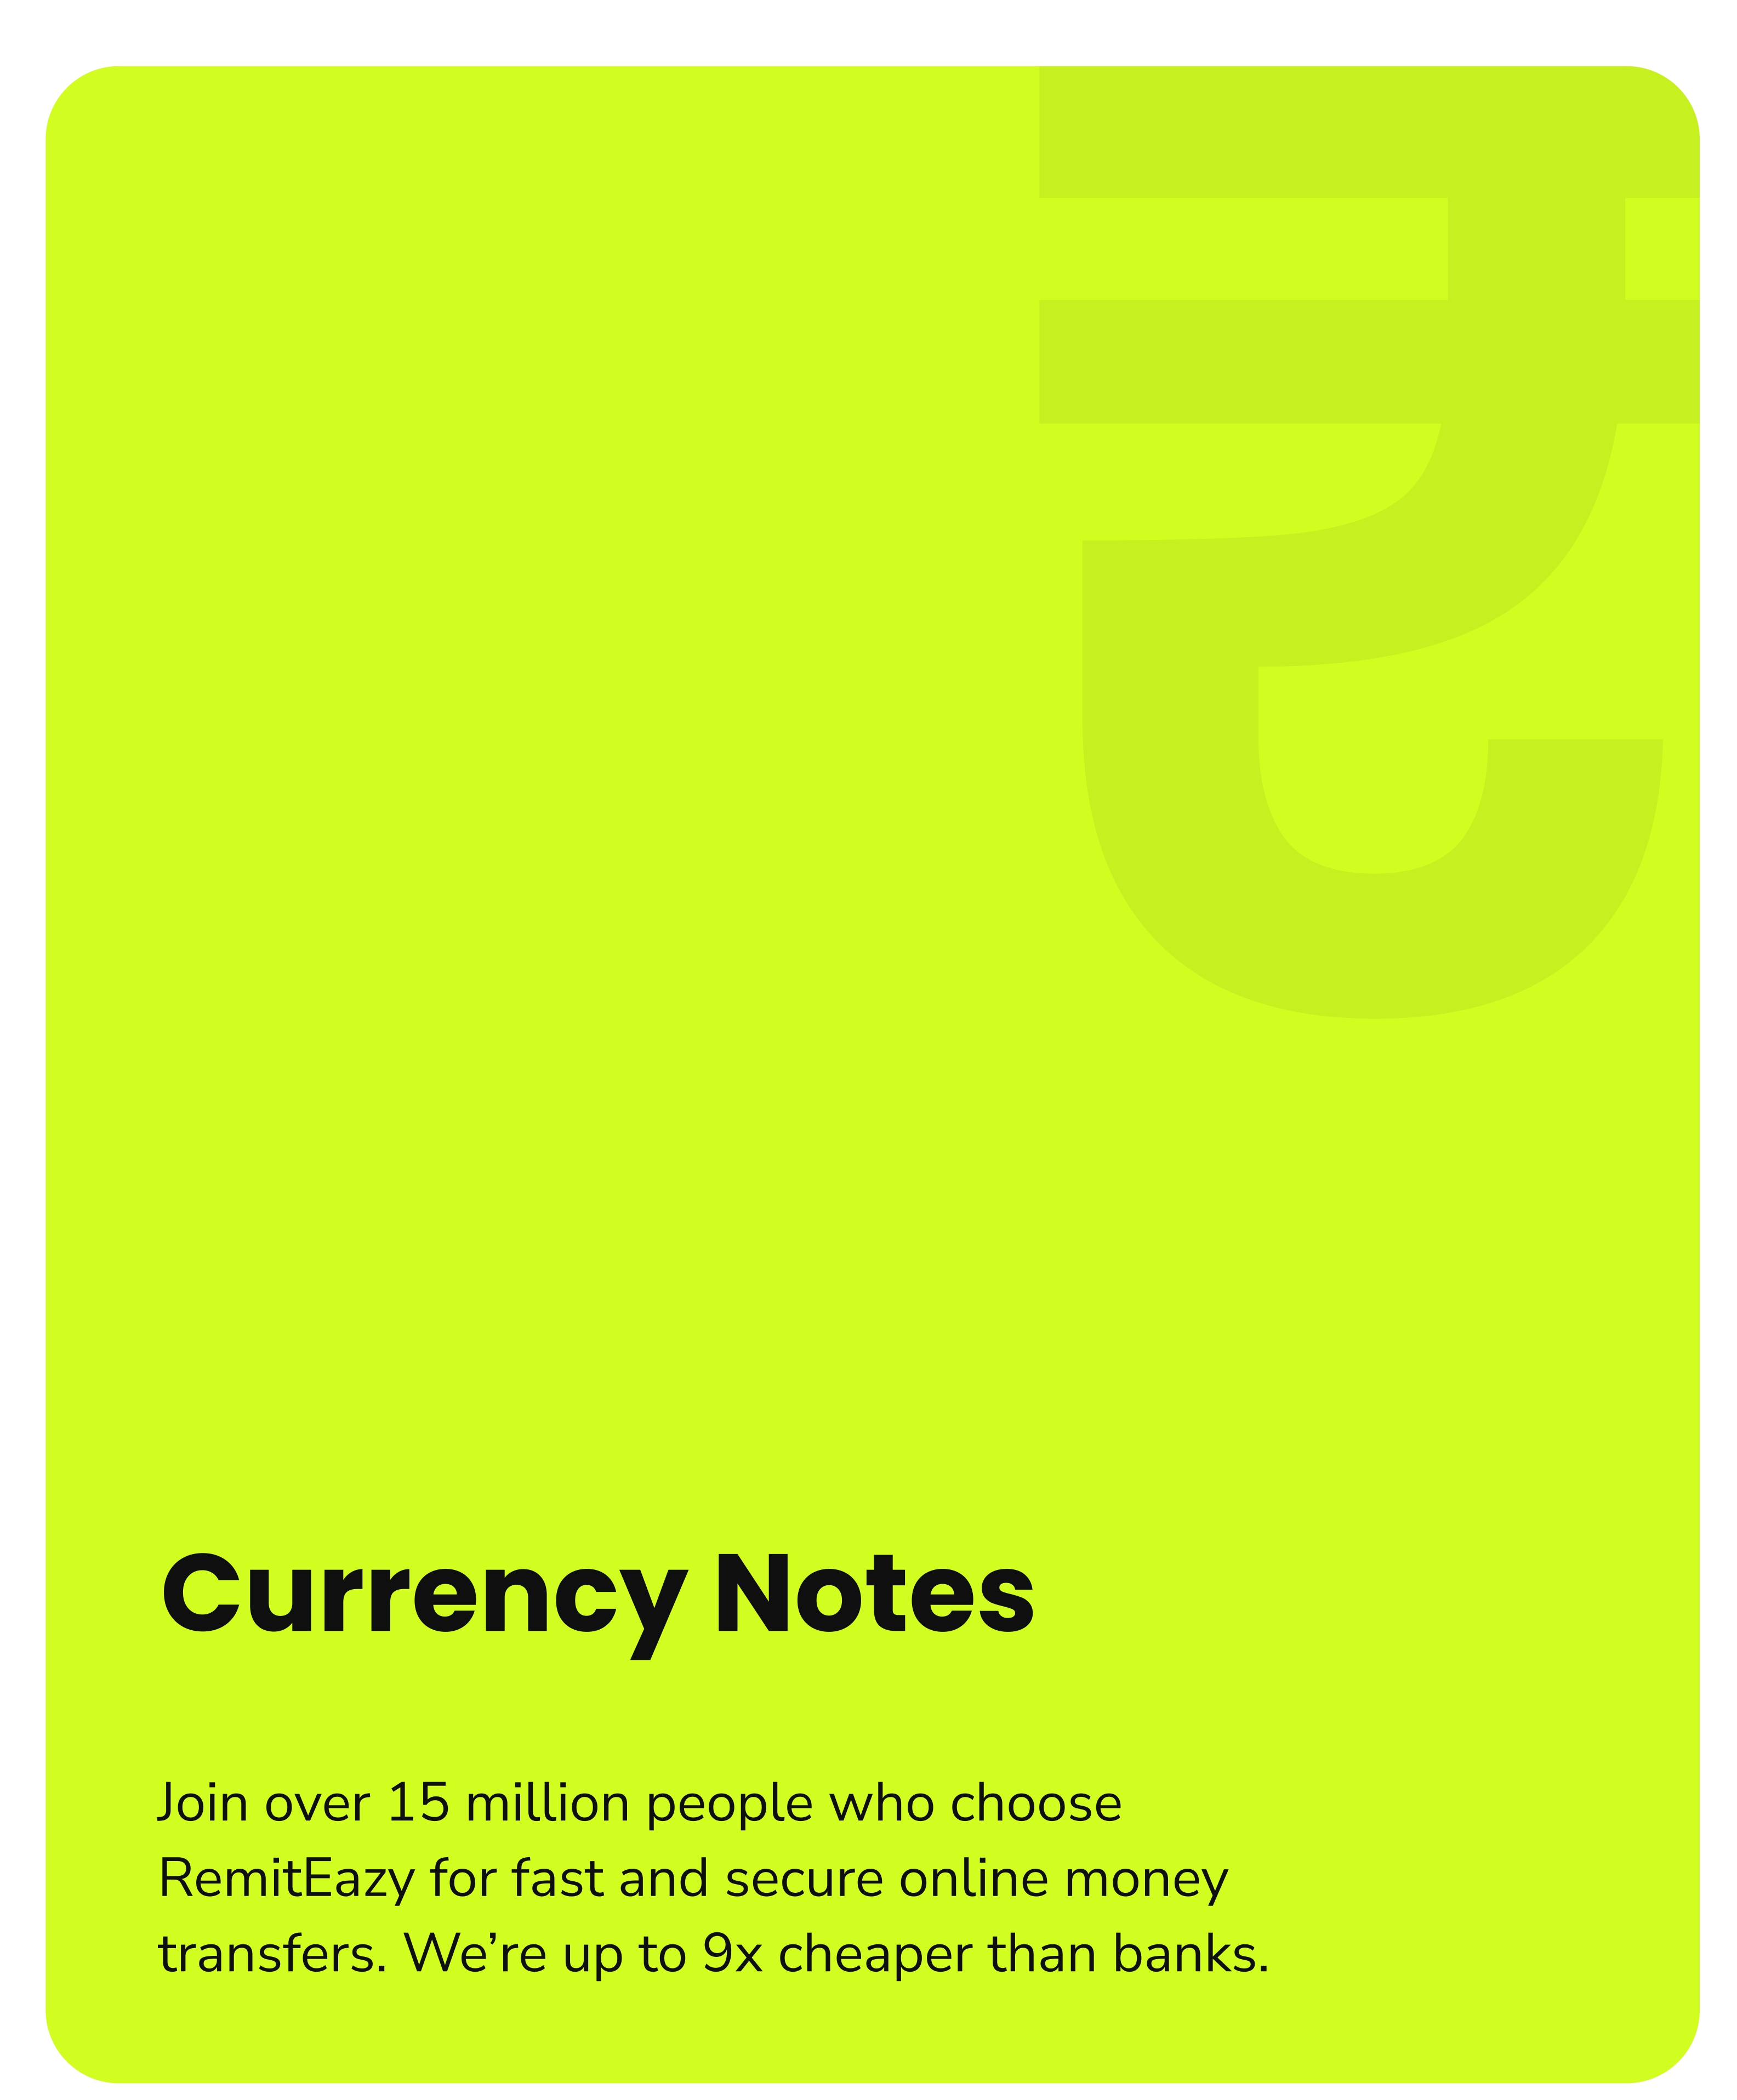 Currency Notes
Join over 15 million people who choose
RemitEazy for fast and secure online money
transfers. We’re up to 9x cheaper than banks.